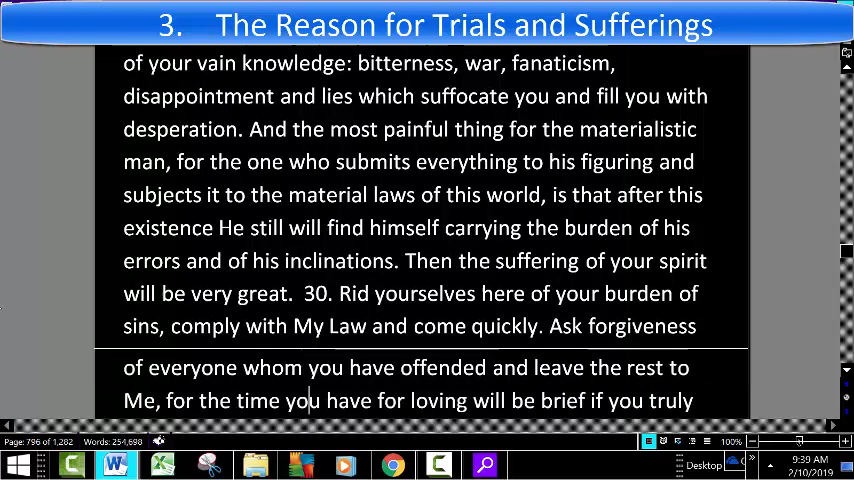 3. The Reason for Trials and Sufferings
of your vain knowledge: bitterness, war, fanaticism,
disappointment and lies which suffocate you and fill you with
desperation. And the most painful thing for the materialistic
man, for the one who submits everything to his figuring and
subjects it to the material laws of this world, is that after this
existence He still will find himself carrying the burden of his
errors and of his inclinations. Then the suffering of your spirit
will be very great. 30. Rid yourselves here of your burden of
sins, comply with My Law and come quickly. Ask forgiveness
of everyone whom you have offended and leave the rest to
Me, for the time you have for loving will be brief if you truly
Page: 796 of 1,282 Words: 254,698 100%
Desktop 9:39 AM
2/10/2019